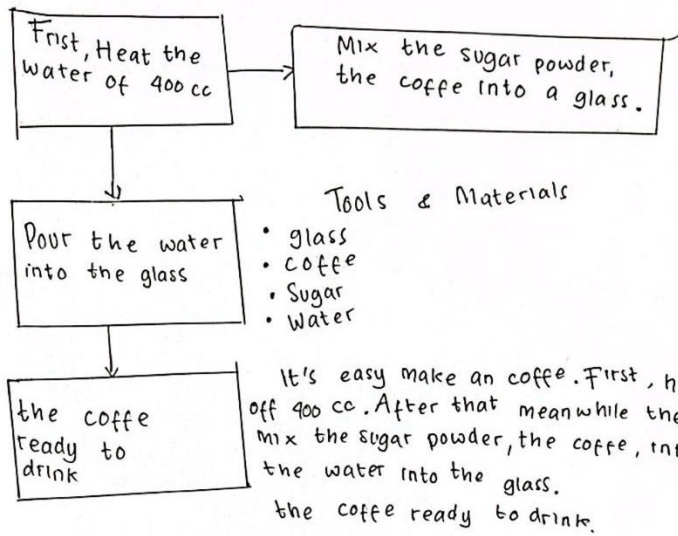 Frist, Heat the
water of 400 cc
Mix the sugar powder,
the coffe into a glass.
Pour the water
into the glass
Tools & Materials
• glass
• coffe
• Sugar
• water
the coffe
ready to
drink
It's easy make an coffe. First, h
off 400 cc. After that meanwhile the
mix the sugar powder, the coffe, int
the water into the glass.
the coffe ready to drink.